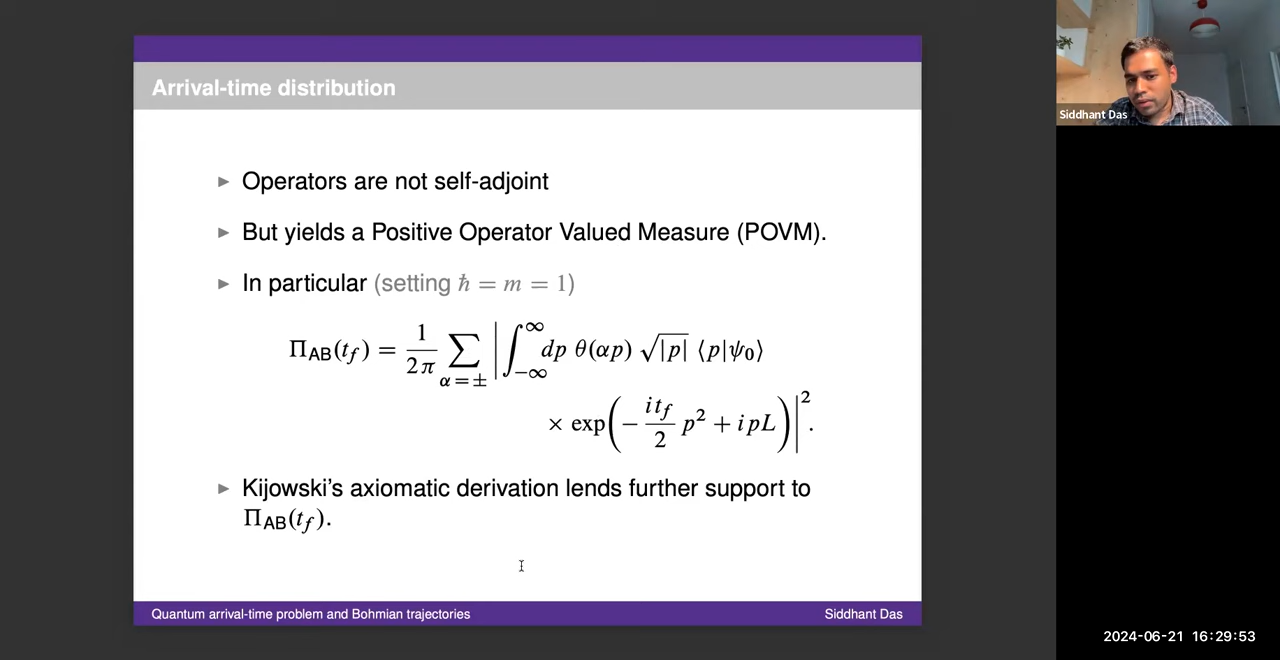 Arrival-time distribution
▶ Operators are not self-adjoint
▶ But yields a Positive Operator Valued Measure (POVM).
▶ In particular (setting ℏ = m = 1)
Π_AB(t_f) = 1/2π ∑_{α=±} | ∫_{−∞}^{∞} dp θ(αp) √|p| ⟨p|ψ₀⟩
× exp(− it_f/2 p² + ipL) |².
▶ Kijowski’s axiomatic derivation lends further support to
Π_AB(t_f).
Quantum arrival-time problem and Bohmian trajectories
Siddhant Das
Siddhant Das
2024-06-21 16:29:53